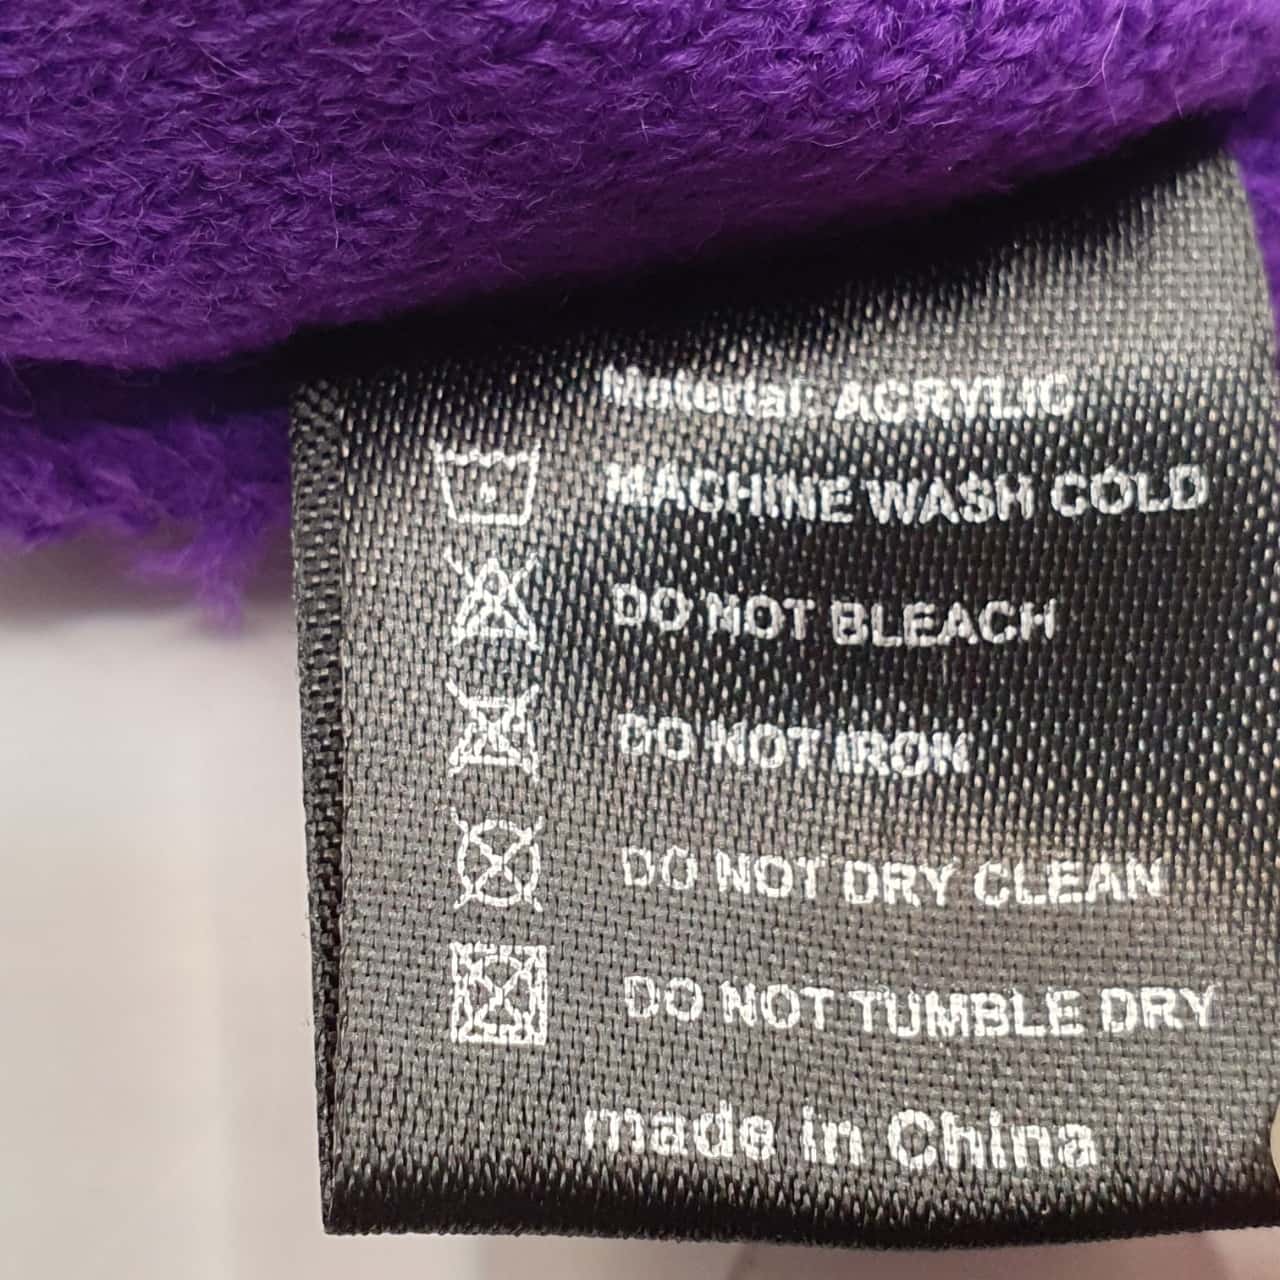 Material: ACRYLIC
MACHINE WASH COLD
DO NOT BLEACH
DO NOT IRON
DO NOT DRY CLEAN
DO NOT TUMBLE DRY
made in China